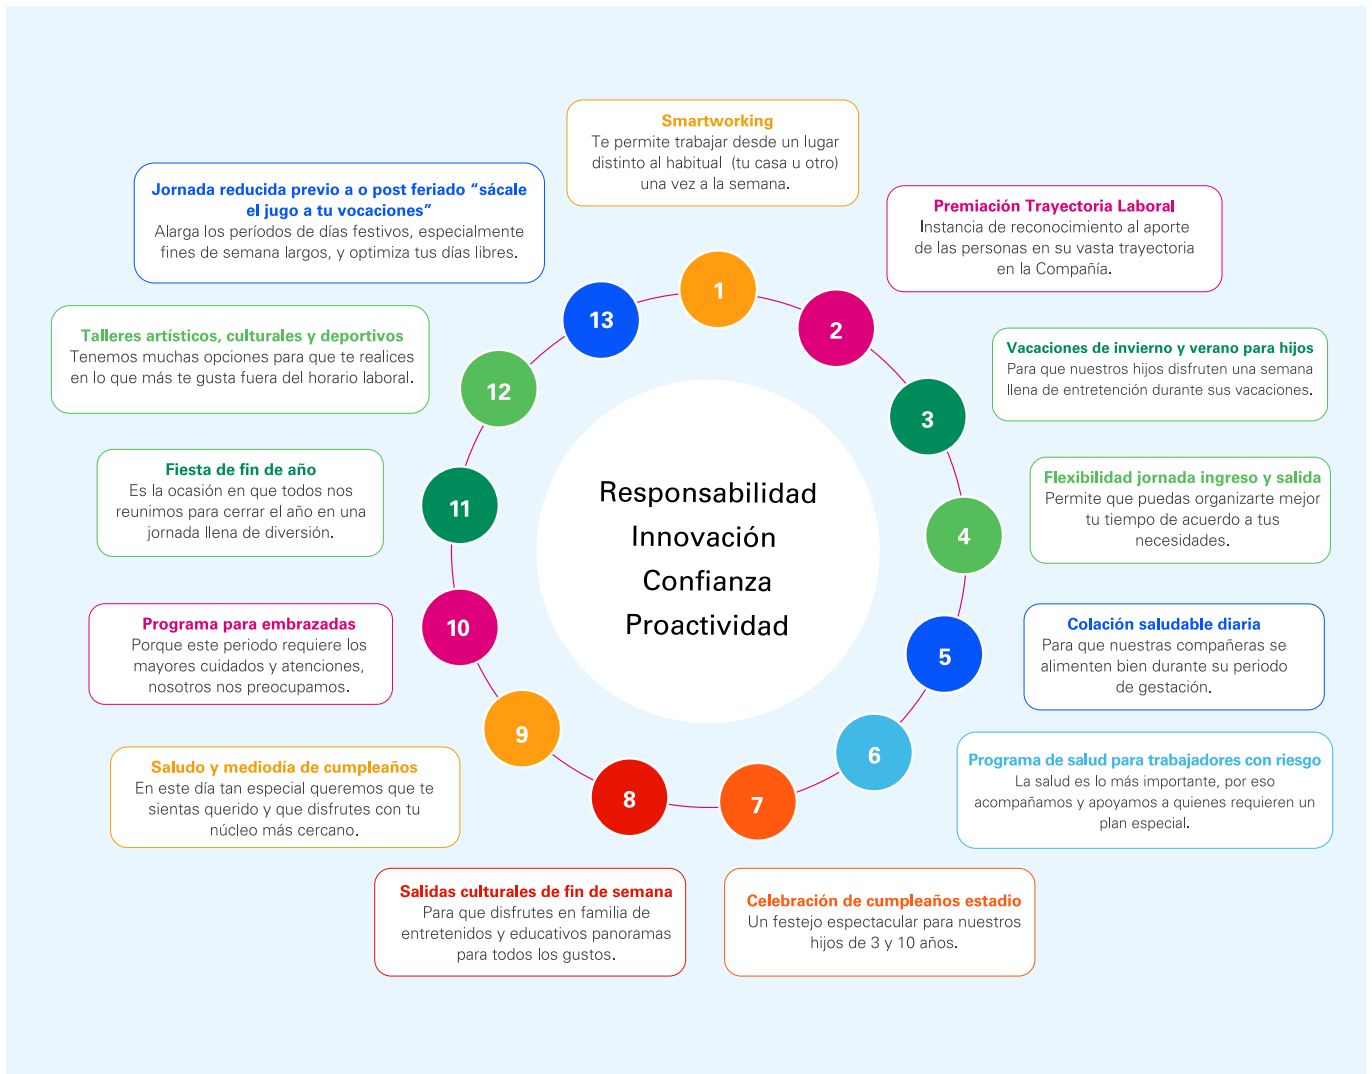 Smartworking
Te permite trabajar desde un lugar
distinto al habitual (tu casa u otro)
una vez a la semana.
Premiación Trayectoria Laboral
Instancia de reconocimiento al aporte
de las personas en su vasta trayectoria
en la Compañía.
Vacaciones de invierno y verano para hijos
Para que nuestros hijos disfruten una semana
llena de entretención durante sus vacaciones.
Flexibilidad jornada ingreso y salida
Permite que puedas organizarte mejor
tu tiempo de acuerdo a tus
necesidades.
Colación saludable diaria
Para que nuestras compañeras se
alimenten bien durante su periodo
de gestación.
Programa de salud para trabajadores con riesgo
La salud es lo más importante, por eso
acompañamos y apoyamos a quienes requieren un
plan especial.
Celebración de cumpleaños estadio
Un festejo espectacular para nuestros
hijos de 3 y 10 años.
Salidas culturales de fin de semana
Para que disfrutes en familia de
entretenidos y educativos panoramas
para todos los gustos.
Saludo y mediodía de cumpleaños
En este día tan especial queremos que te
sientas querido y que disfrutes con tu
núcleo más cercano.
Programa para embrazadas
Porque este periodo requiere los
mayores cuidados y atenciones,
nosotros nos preocupamos.
Fiesta de fin de año
Es la ocasión en que todos nos
reunimos para cerrar el año en una
jornada llena de diversión.
Talleres artísticos, culturales y deportivos
Tenemos muchas opciones para que te realices
en lo que más te gusta fuera del horario laboral.
Jornada reducida previo a o post feriado “sácale
el jugo a tu vocaciones”
Alarga los períodos de días festivos, especialmente
fines de semana largos, y optimiza tus días libres.
1
2
3
4
5
6
7
8
9
10
11
12
13
Responsabilidad
Innovación
Confianza
Proactividad